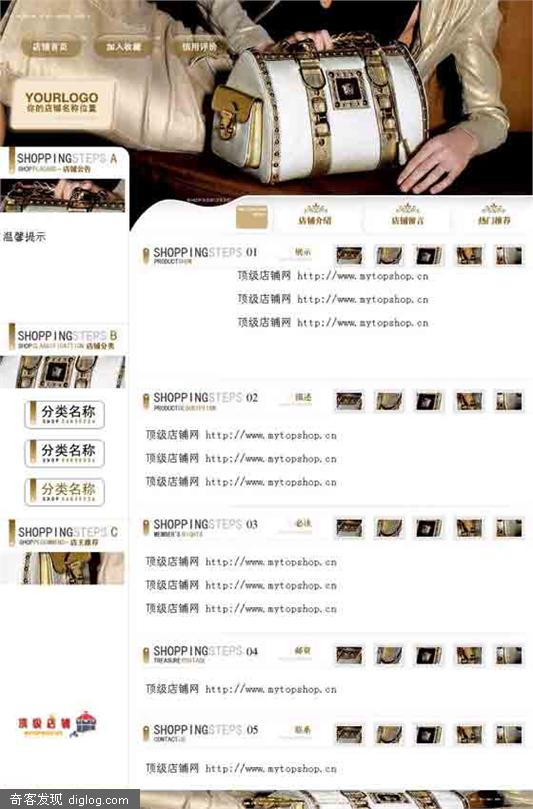 店铺首页
加入收藏
信用评价
YOURLOGO
你的店铺名称位置
SHOPPINGSTEPS A
店铺公告
温馨提示
SHOPPINGSTEPS B
SHOPCLASSIFICATTION 店铺分类
分类名称
分类名称
分类名称
SHOPPINGSTEPS C
店主推荐
顶级店铺
店铺介绍
店铺留言
热门推荐
SHOPPINGSTEPS 01
PRODUCTSHOW
展示
顶级店铺网 http://www.mytopshop.cn
顶级店铺网 http://www.mytopshop.cn
顶级店铺网 http://www.mytopshop.cn
SHOPPINGSTEPS 02
PRODUCTDESCRIPTION
描述
顶级店铺网 http://www.mytopshop.cn
顶级店铺网 http://www.mytopshop.cn
顶级店铺网 http://www.mytopshop.cn
SHOPPINGSTEPS 03
MEMBER'S RIGHTS
必读
顶级店铺网 http://www.mytopshop.cn
顶级店铺网 http://www.mytopshop.cn
顶级店铺网 http://www.mytopshop.cn
SHOPPINGSTEPS 04
TREASUREPOSTAGE
邮资
顶级店铺网 http://www.mytopshop.cn
SHOPPINGSTEPS 05
CONTACTUS
联系
顶级店铺网 http://www.mytopshop.cn
奇客发现 diglog.com